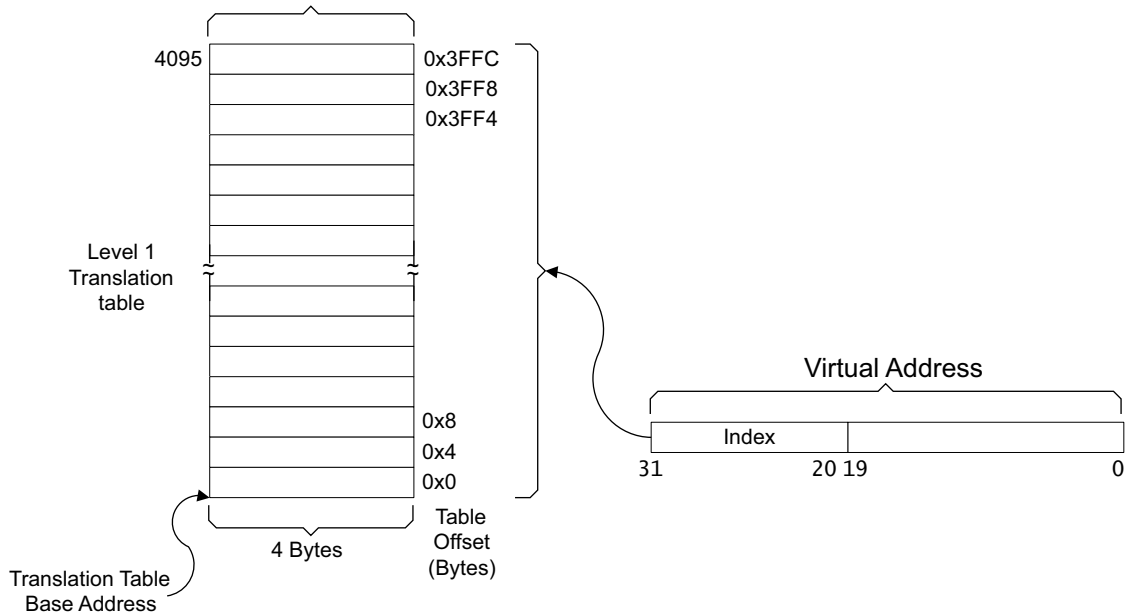 4095
0x3FFC
0x3FF8
0x3FF4
Level 1
Translation
table
Virtual Address
Index
31
20 19
0
0x8
0x4
0x0
4 Bytes
Table
Offset
(Bytes)
Translation Table
Base Address